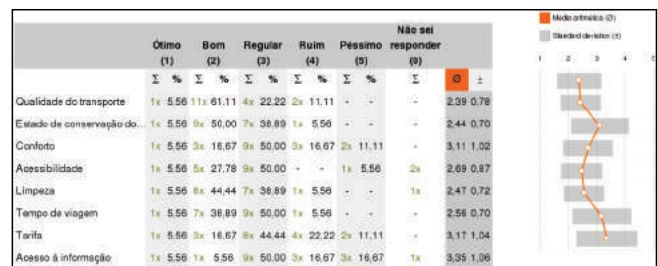 Media aritmética (Ø)
Standard deviation (±)
Ótimo (1) Bom (2) Regular (3) Ruim (4) Péssimo (5) Não sei responder (0)
Σ % Σ % Σ % Σ % Σ % Σ Ø ±
Qualidade do transporte 1x 5,56 11x 61,11 4x 22,22 2x 11,11 - - - 2,39 0,78
Estado de conservação do... 1x 5,56 9x 50,00 7x 38,89 1x 5,56 - - - 2,44 0,70
Conforto 1x 5,56 3x 16,67 9x 50,00 3x 16,67 2x 11,11 - 3,11 1,02
Acessibilidade 1x 5,56 5x 27,78 9x 50,00 - - 1x 5,56 2x 2,69 0,87
Limpeza 1x 5,56 8x 44,44 7x 38,89 1x 5,56 - - 1x 2,47 0,72
Tempo de viagem 1x 5,56 7x 38,89 9x 50,00 1x 5,56 - - - 2,56 0,70
Tarifa 1x 5,56 3x 16,67 8x 44,44 4x 22,22 2x 11,11 - 3,17 1,04
Acesso à informação 1x 5,56 1x 5,56 9x 50,00 3x 16,67 3x 16,67 1x 3,35 1,06